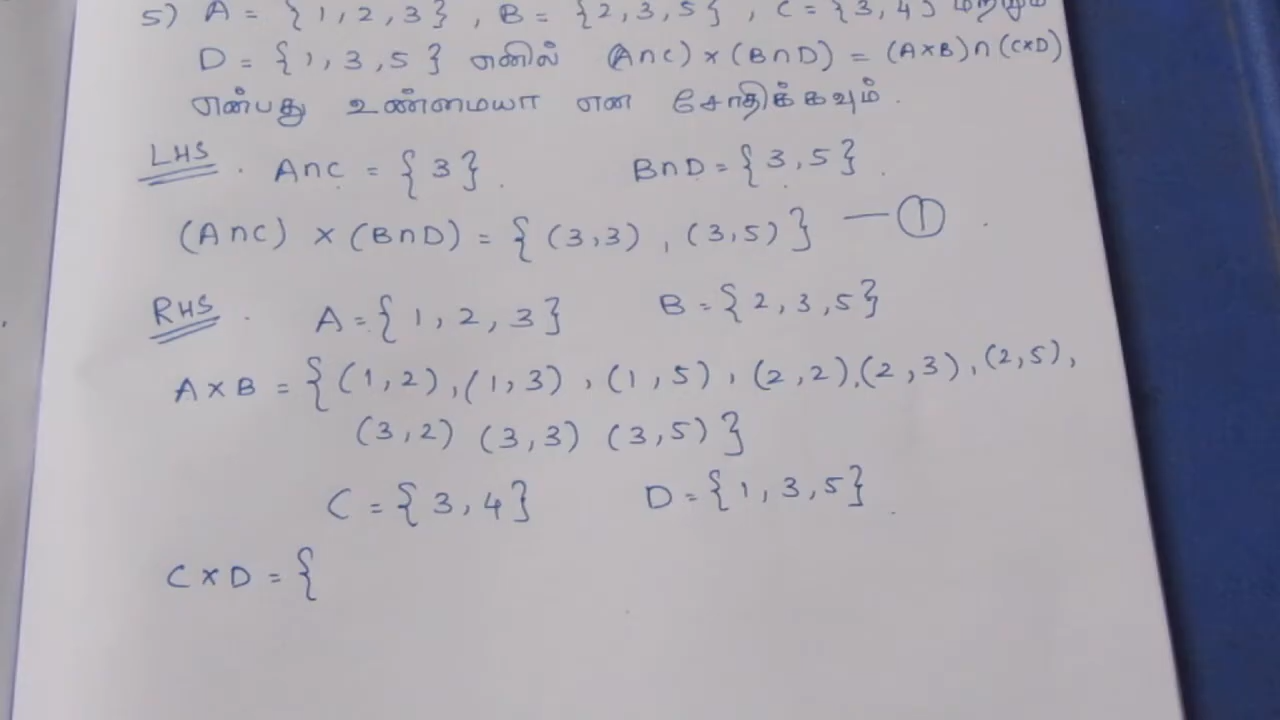 5) A = {1, 2, 3}, B = {2, 3, 5}, C = {3, 4} மற்றும்
D = {1, 3, 5} எனில் (A∩C) × (B∩D) = (A×B)∩(C×D)
என்பது உண்மையா என சோதிக்கவும்.
LHS. A∩C = {3}. B∩D = {3, 5}.
(A∩C) × (B∩D) = {(3,3), (3,5)} — ①
RHS. A = {1, 2, 3} B = {2, 3, 5}
A×B = {(1,2), (1,3), (1,5), (2,2), (2,3), (2,5),
(3,2) (3,3) (3,5)}
C = {3, 4} D = {1, 3, 5}.
C×D = {